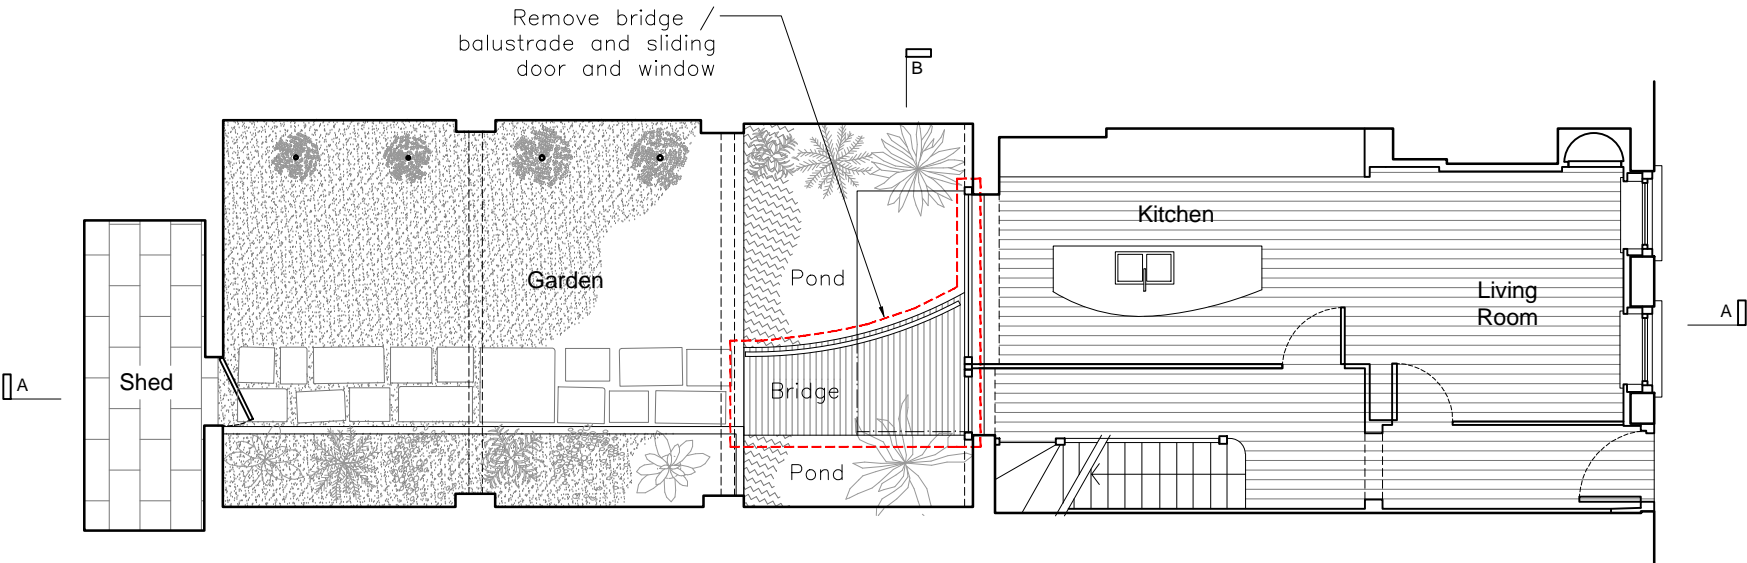 Remove bridge /
balustrade and sliding
door and window
B
Kitchen
Garden
Pond
Living
Room
A
Shed
A
Bridge
Pond